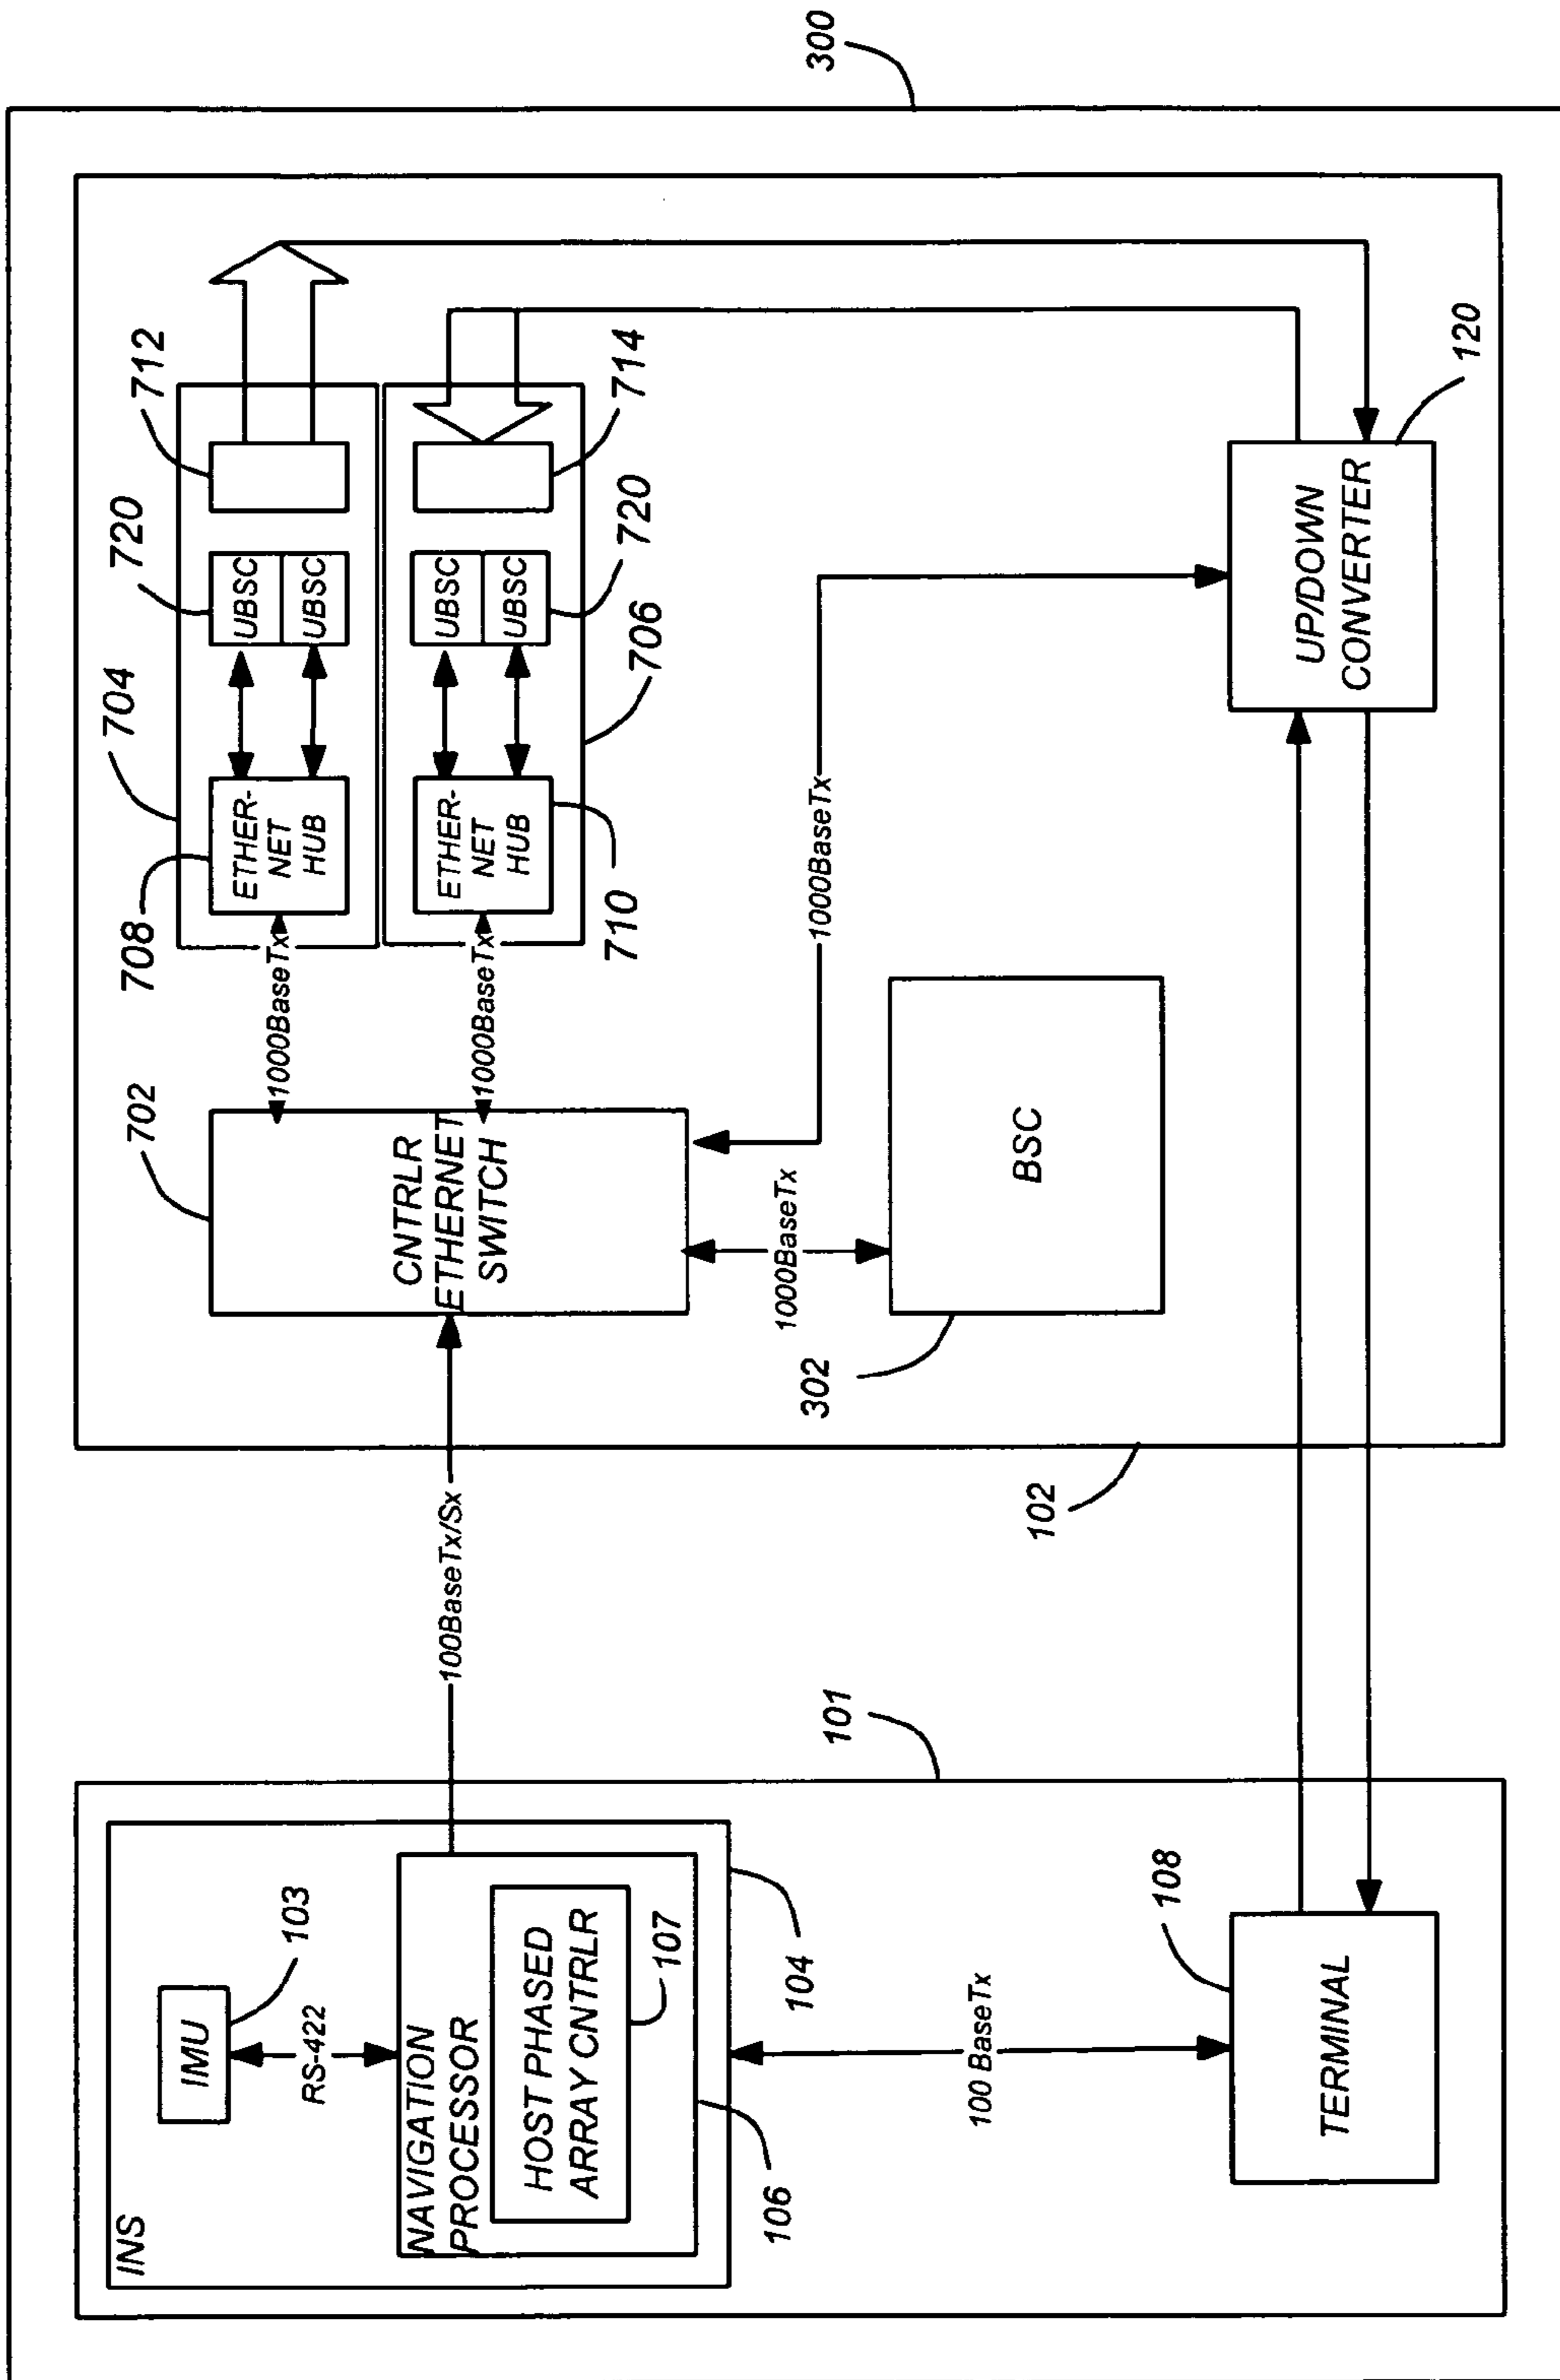 300
INS
IMU
103
RS-422
NAVIGATION
PROCESSOR
HOST PHASED
ARRAY CNTRLR
107
106
104
101
100 BaseTx
TERMINAL
108
100BaseTx/Sx
102
702
CNTRLR
ETHERNET
SWITCH
1000BaseTx
1000BaseTx
1000BaseTx
1000BaseTx
BSC
302
704
708
ETHER-
NET
HUB
720
UBSC
UBSC
712
ETHER-
NET
HUB
710
UBSC
UBSC
720
706
714
UP/DOWN
CONVERTER
120